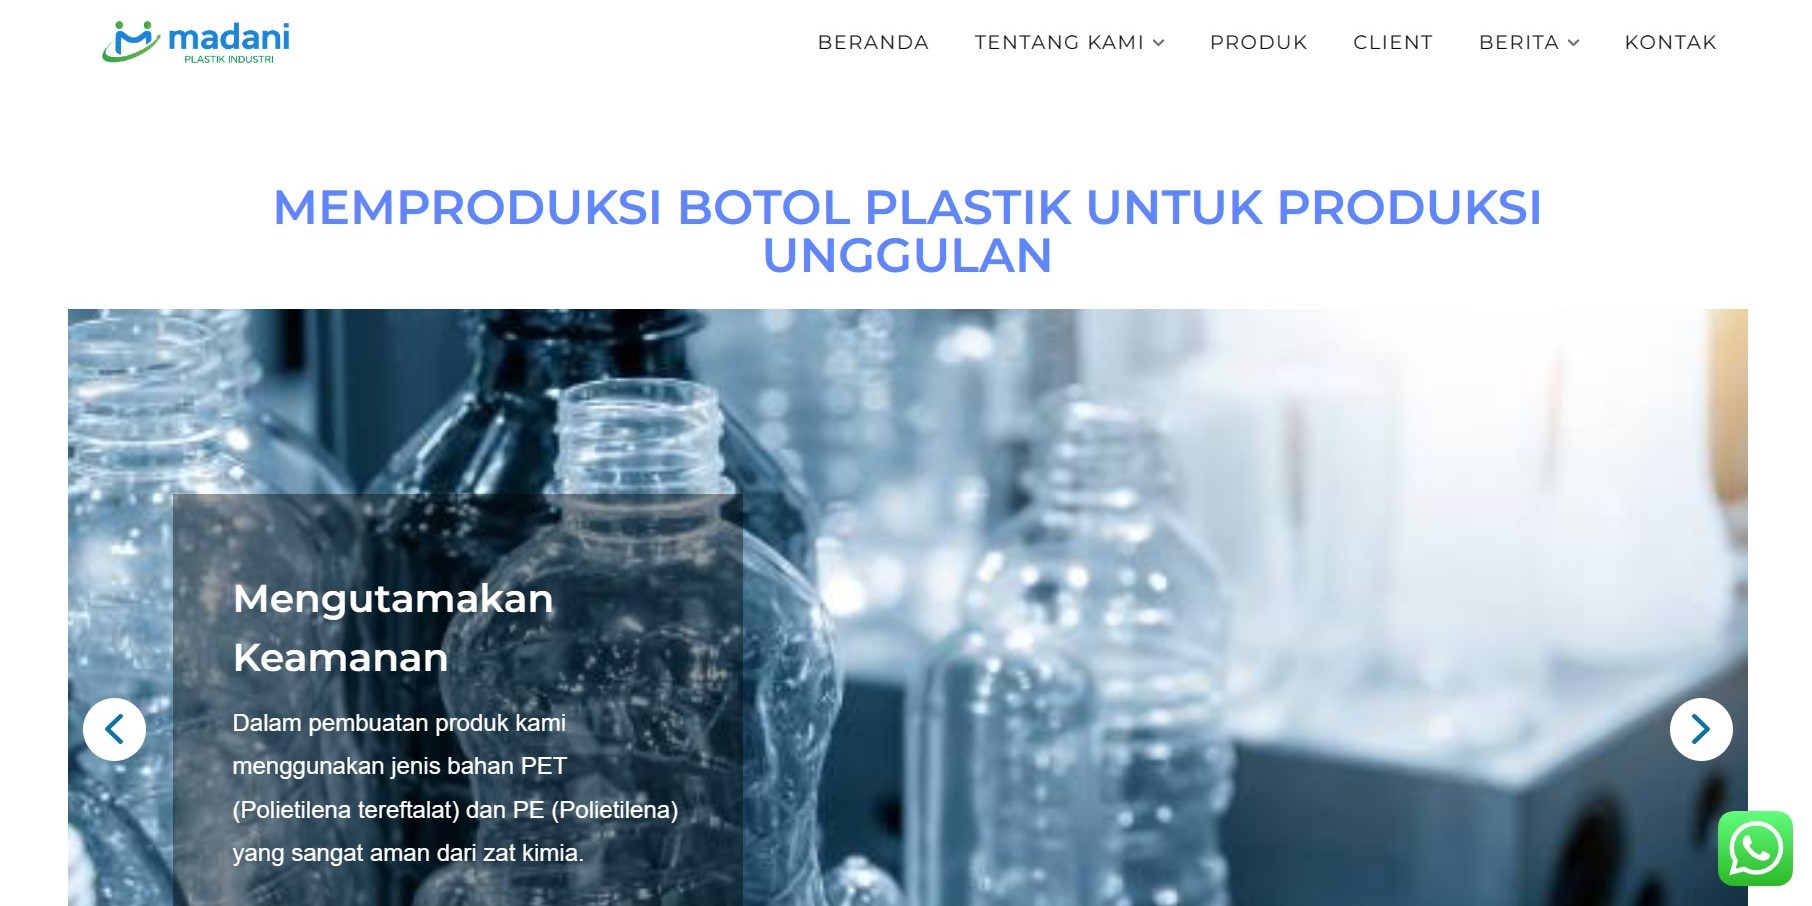 madani
PLASTIK INDUSTRI
BERANDA
TENTANG KAMI
PRODUK
CLIENT
BERITA
KONTAK
MEMPRODUKSI BOTOL PLASTIK UNTUK PRODUKSI
UNGGULAN
Mengutamakan
Keamanan
Dalam pembuatan produk kami
menggunakan jenis bahan PET
(Polietilena tereftalat) dan PE (Polietilena)
yang sangat aman dari zat kimia.